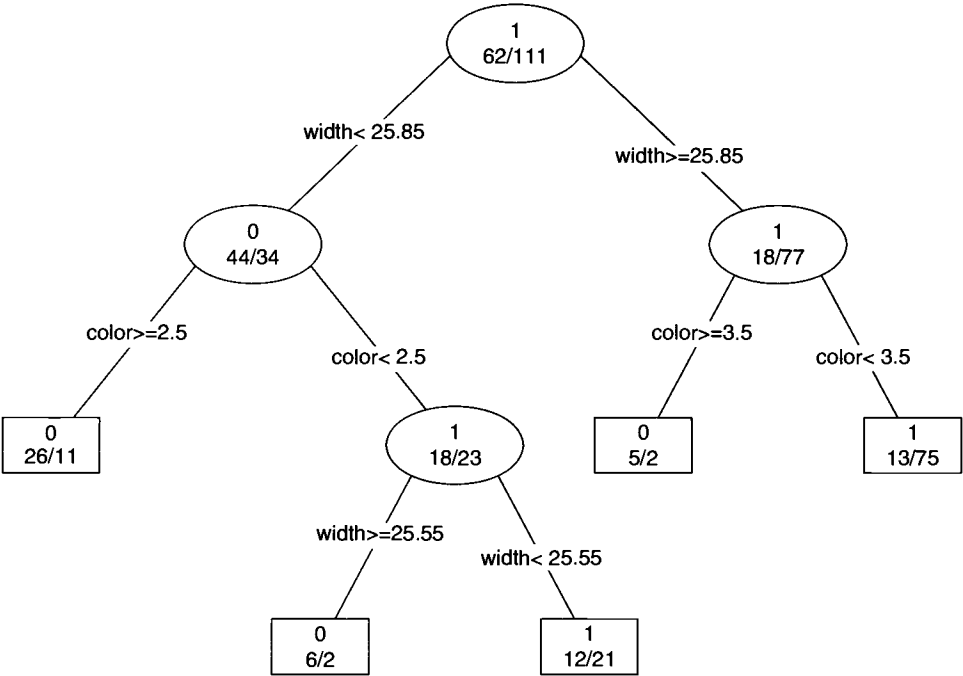 1
62/111
width< 25.85
width>=25.85
0
44/34
1
18/77
color>=2.5
color< 2.5
color>=3.5
color< 3.5
0
26/11
1
18/23
0
5/2
1
13/75
width>=25.55
width< 25.55
0
6/2
1
12/21